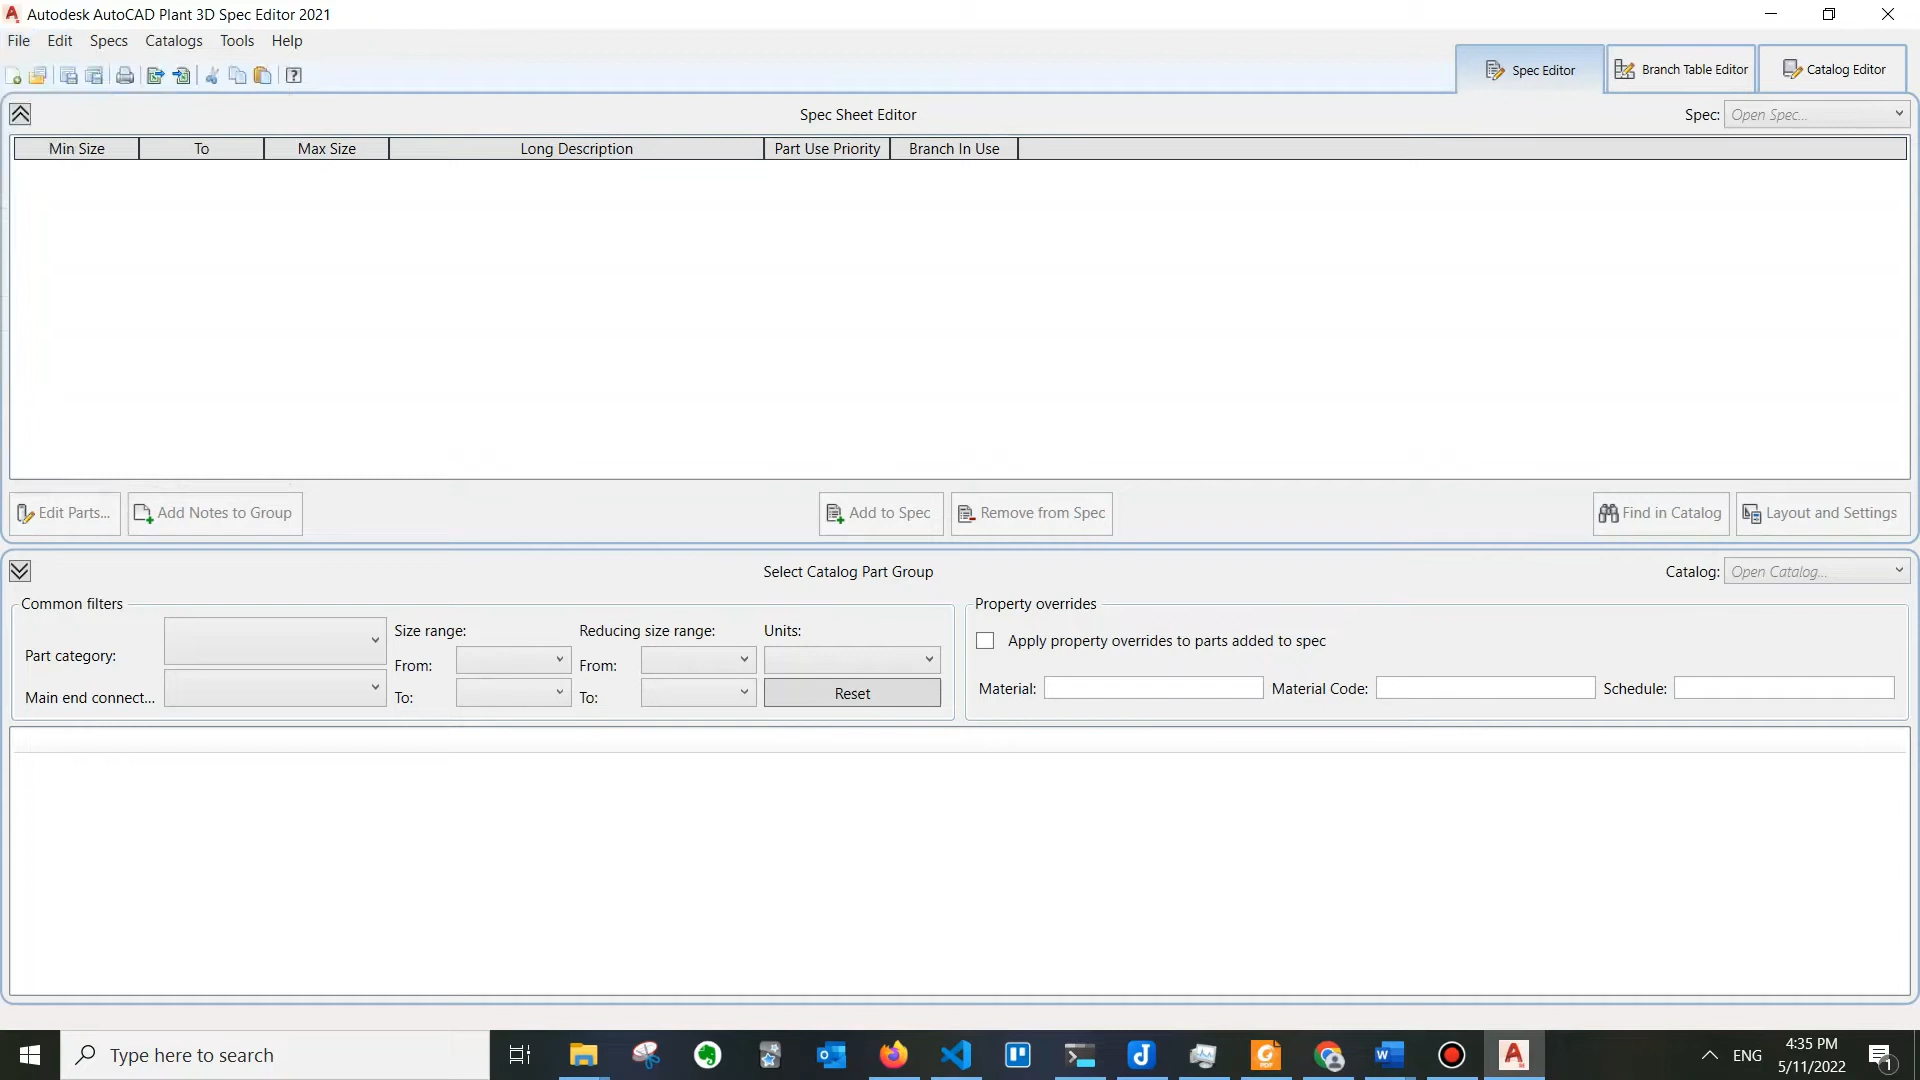 Autodesk AutoCAD Plant 3D Spec Editor 2021
File Edit Specs Catalogs Tools Help
Spec Editor
Branch Table Editor
Catalog Editor
Spec Sheet Editor
Spec: Open Spec...
Min Size To Max Size Long Description Part Use Priority Branch In Use
Edit Parts... Add Notes to Group Add to Spec Remove from Spec Find in Catalog Layout and Settings
Select Catalog Part Group
Catalog: Open Catalog...
Common filters
Part category:
Main end connect...
Size range:
From:
To:
Reducing size range:
From:
To:
Units:
Reset
Property overrides
Apply property overrides to parts added to spec
Material: Material Code: Schedule:
Type here to search
ENG
4:35 PM
5/11/2022
1